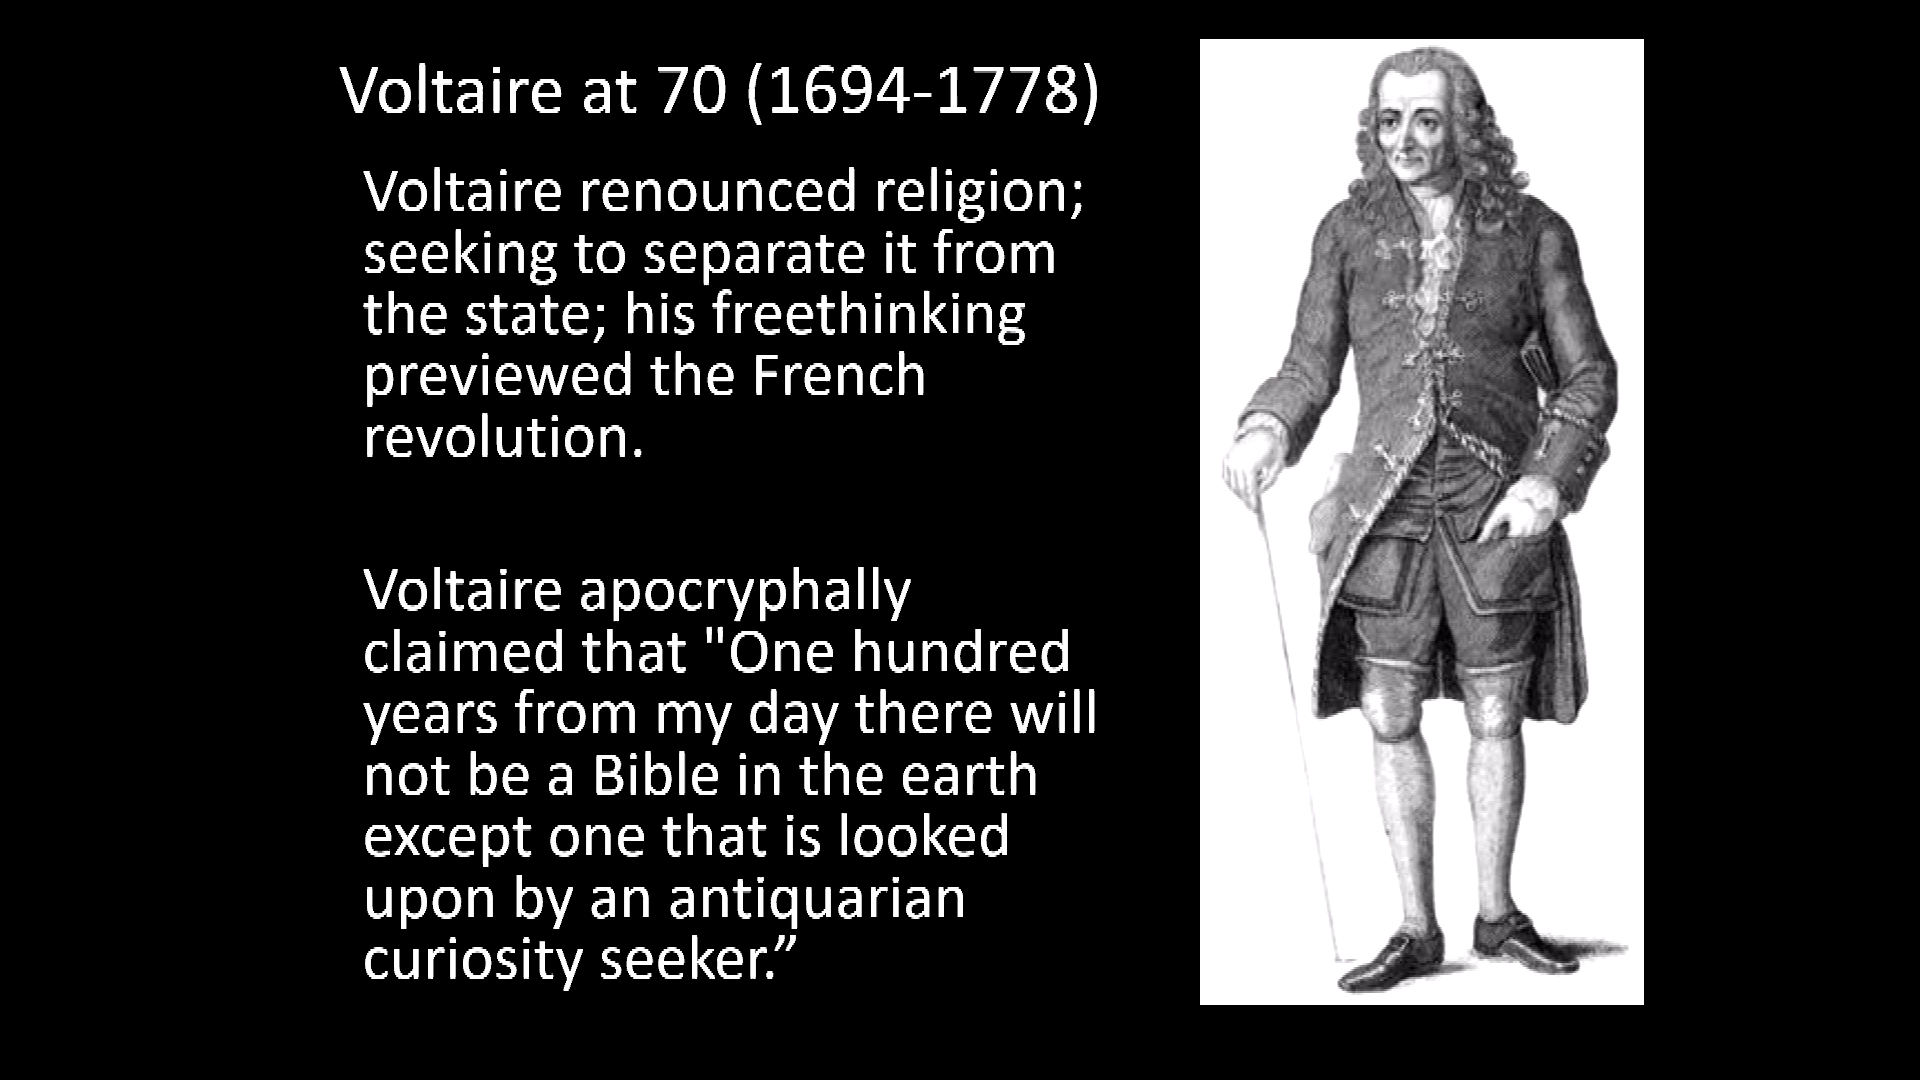 Voltaire at 70 (1694-1778)
Voltaire renounced religion;
seeking to separate it from
the state; his freethinking
previewed the French
revolution.
Voltaire apocryphally
claimed that "One hundred
years from my day there will
not be a Bible in the earth
except one that is looked
upon by an antiquarian
curiosity seeker.”